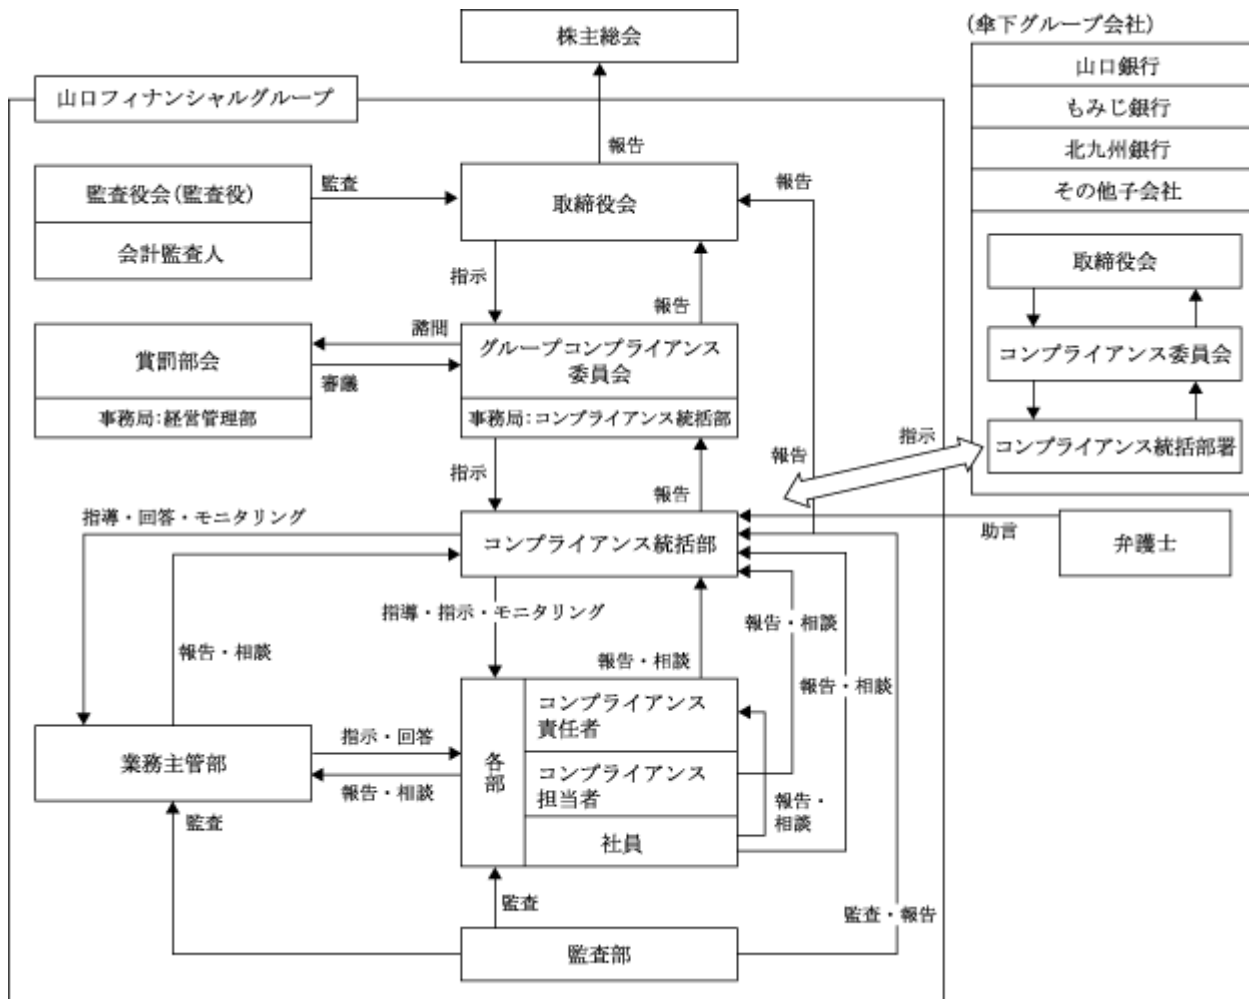 株主総会
(傘下グループ会社)
山口銀行
もみじ銀行
北九州銀行
その他子会社
山口フィナンシャルグループ
報告
監査役会(監査役)
会計監査人
監査
取締役会
報告
取締役会
指示
報告
賞罰部会
事務局:経営管理部
諮問
審議
グループコンプライアンス
委員会
事務局:コンプライアンス統括部
コンプライアンス委員会
コンプライアンス統括部署
指示
報告
指示
報告
指導・回答・モニタリング
コンプライアンス統括部
助言
弁護士
指導・指示・モニタリング
報告・相談
報告・相談
報告・相談
報告・相談
業務主管部
指示・回答
報告・相談
各部
コンプライアンス
責任者
コンプライアンス
担当者
社員
報告・
相談
監査
監査
監査・報告
監査部